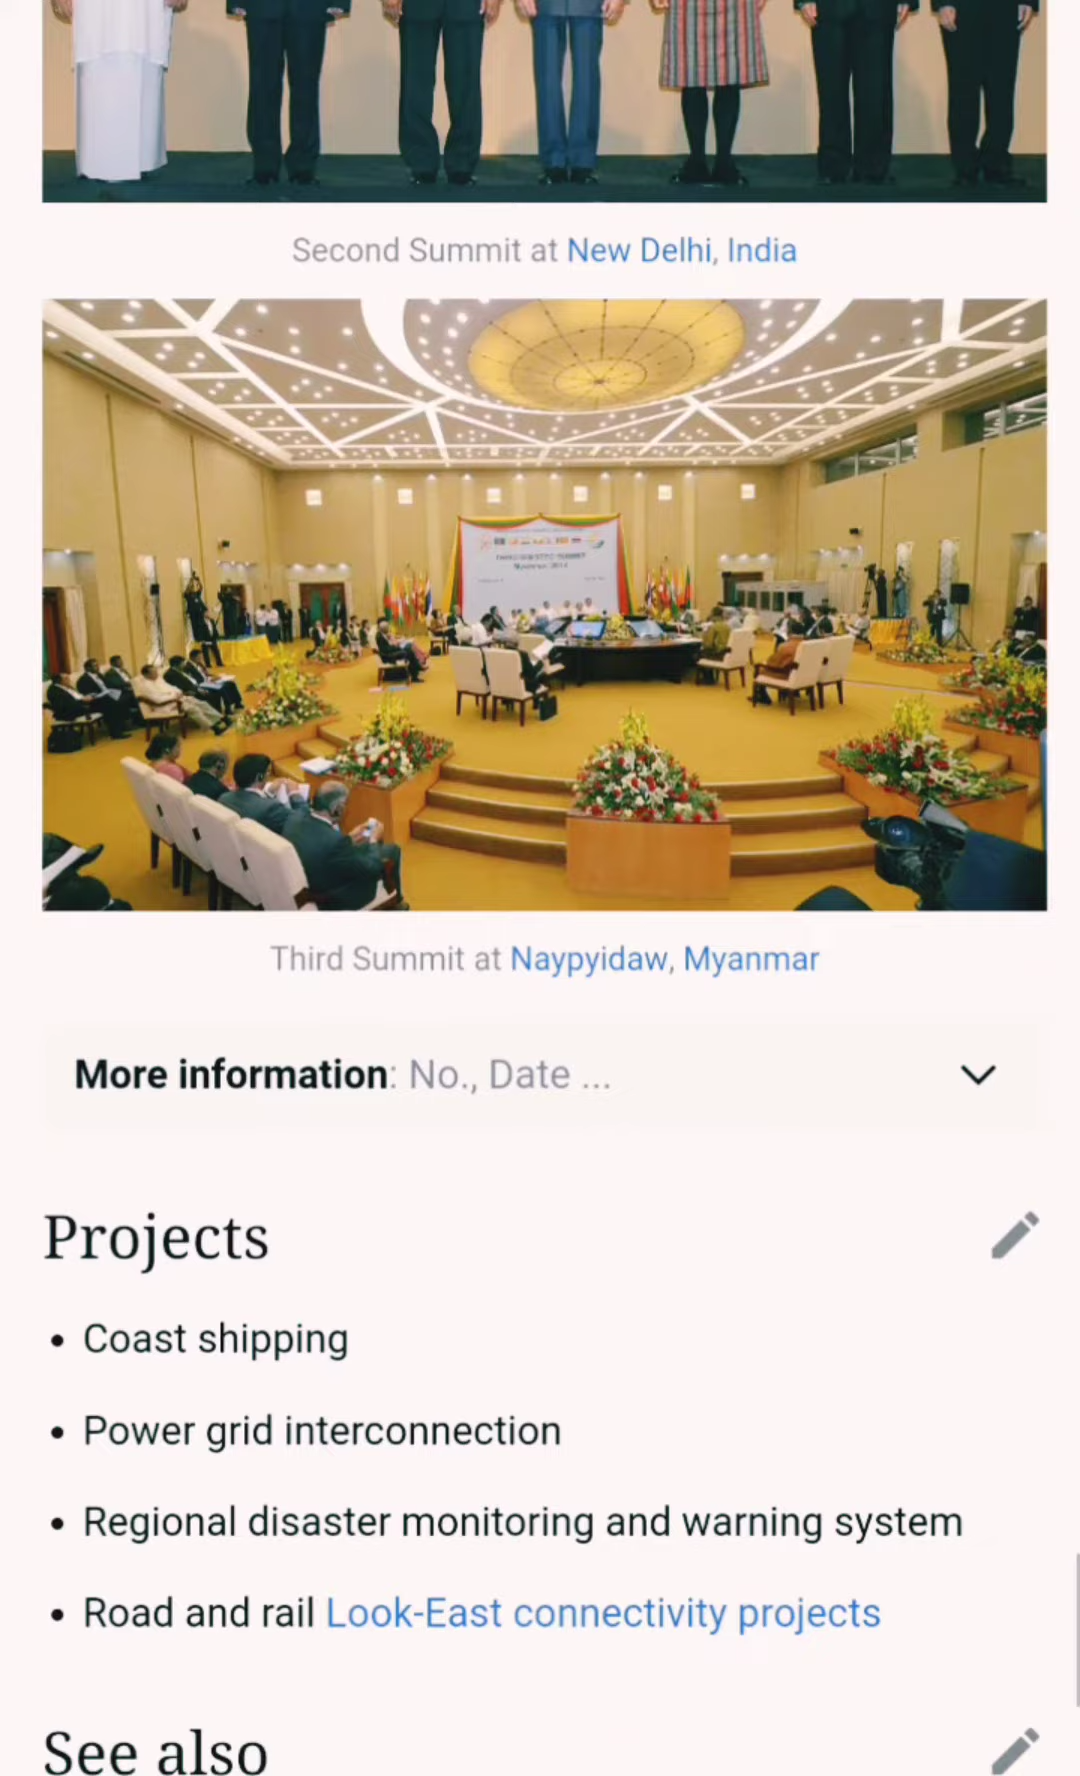 Second Summit at New Delhi, India
Third Summit at Naypyidaw, Myanmar
More information: No., Date ...
Projects
• Coast shipping
• Power grid interconnection
• Regional disaster monitoring and warning system
• Road and rail Look-East connectivity projects
See also